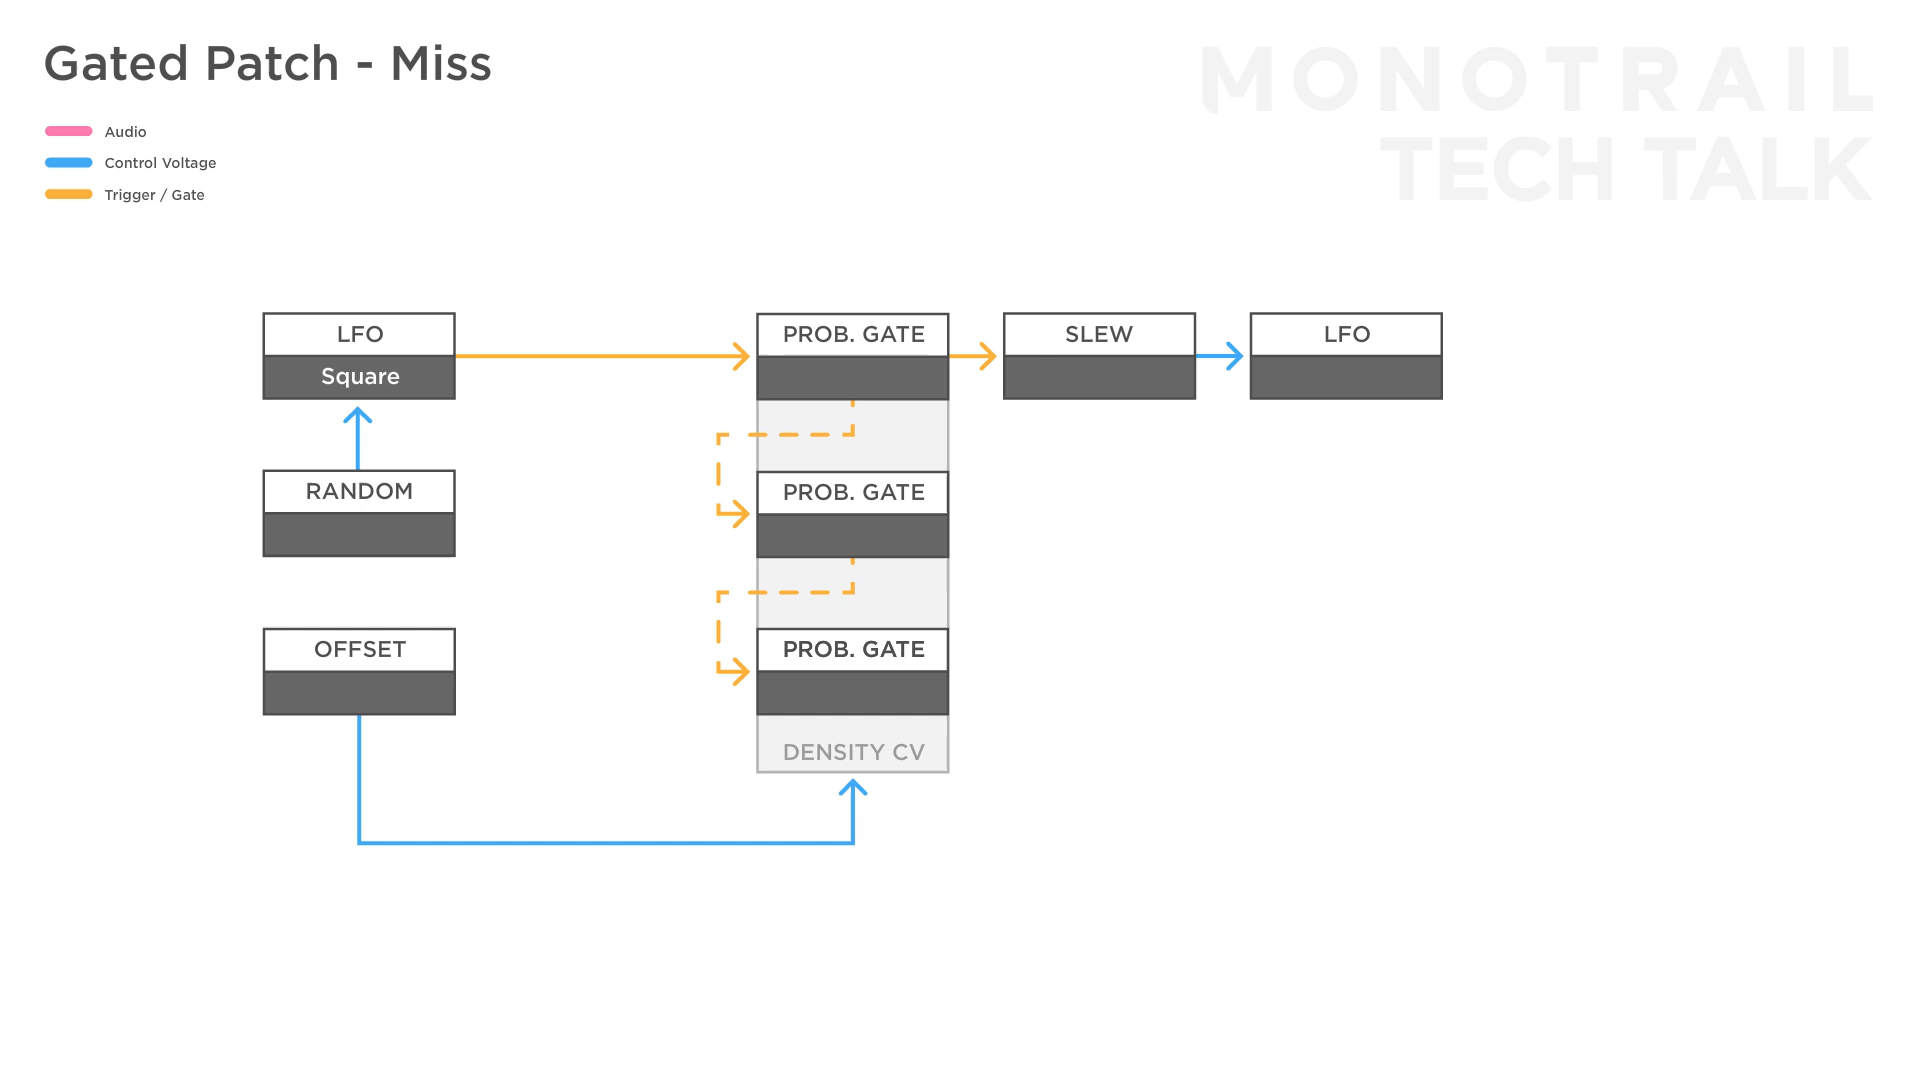 Gated Patch - Miss
MONOTRAIL
TECH TALK
Audio
Control Voltage
Trigger / Gate
LFO
Square
PROB. GATE
SLEW
LFO
RANDOM
PROB. GATE
OFFSET
PROB. GATE
DENSITY CV